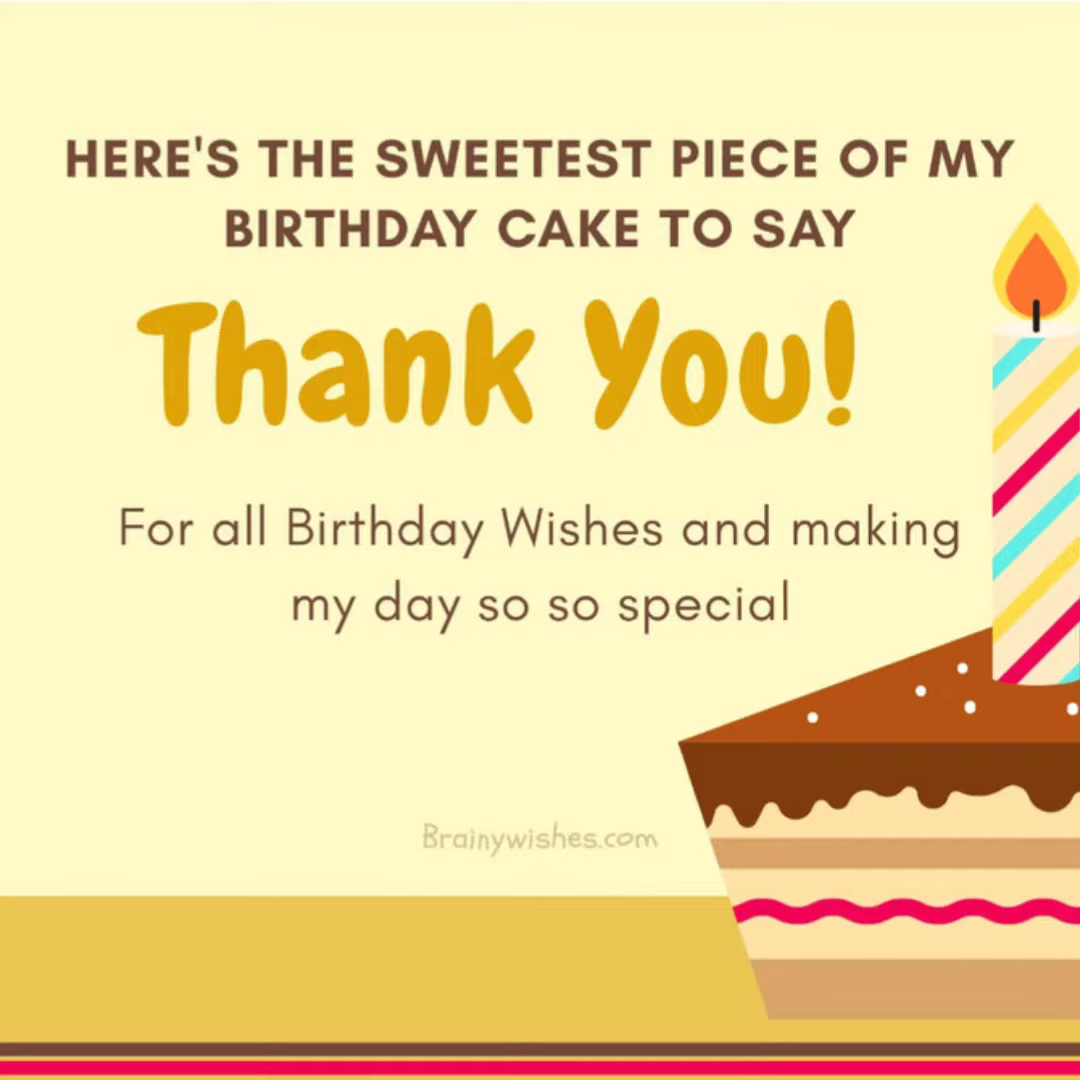 HERE'S THE SWEETEST PIECE OF MY
BIRTHDAY CAKE TO SAY
Thank You!
For all Birthday Wishes and making
my day so so special
Brainywishes.com